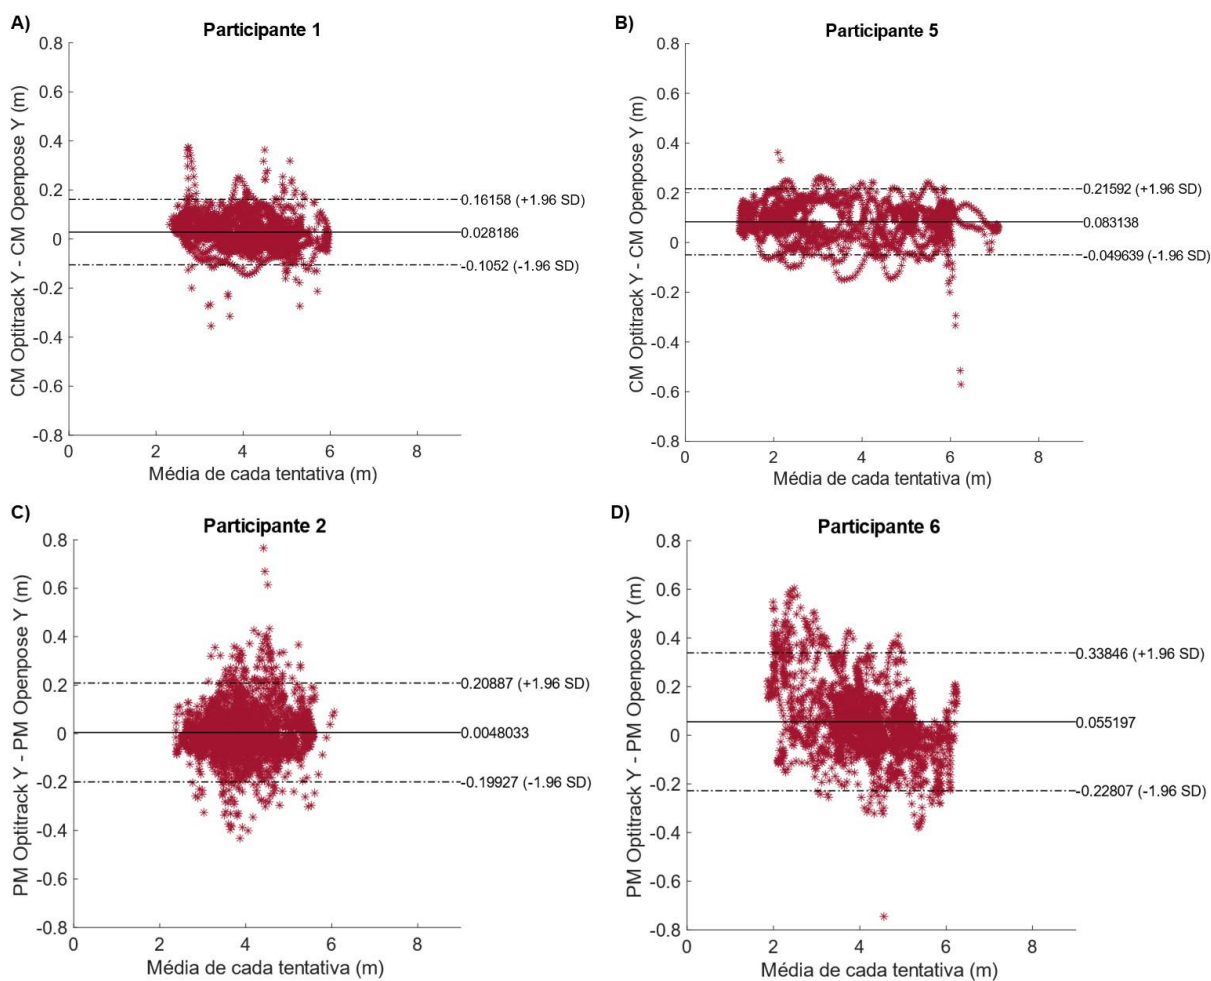 A)
Participante 1
CM Optitrack Y - CM Openpose Y (m)
0.8
0.6
0.4
0.2
0
-0.2
-0.4
-0.6
-0.8
0.16158 (+1.96 SD)
0.028186
-0.1052 (-1.96 SD)
0 2 4 6 8
Média de cada tentativa (m)
B)
Participante 5
CM Optitrack Y - CM Openpose Y (m)
0.8
0.6
0.4
0.2
0
-0.2
-0.4
-0.6
-0.8
0.21592 (+1.96 SD)
0.083138
-0.049639 (-1.96 SD)
0 2 4 6 8
Média de cada tentativa (m)
C)
Participante 2
PM Optitrack Y - PM Openpose Y (m)
0.8
0.6
0.4
0.2
0
-0.2
-0.4
-0.6
-0.8
0.20887 (+1.96 SD)
0.0048033
-0.19927 (-1.96 SD)
0 2 4 6 8
Média de cada tentativa (m)
D)
Participante 6
PM Optitrack Y - PM Openpose Y (m)
0.8
0.6
0.4
0.2
0
-0.2
-0.4
-0.6
-0.8
0.33846 (+1.96 SD)
0.055197
-0.22807 (-1.96 SD)
0 2 4 6 8
Média de cada tentativa (m)